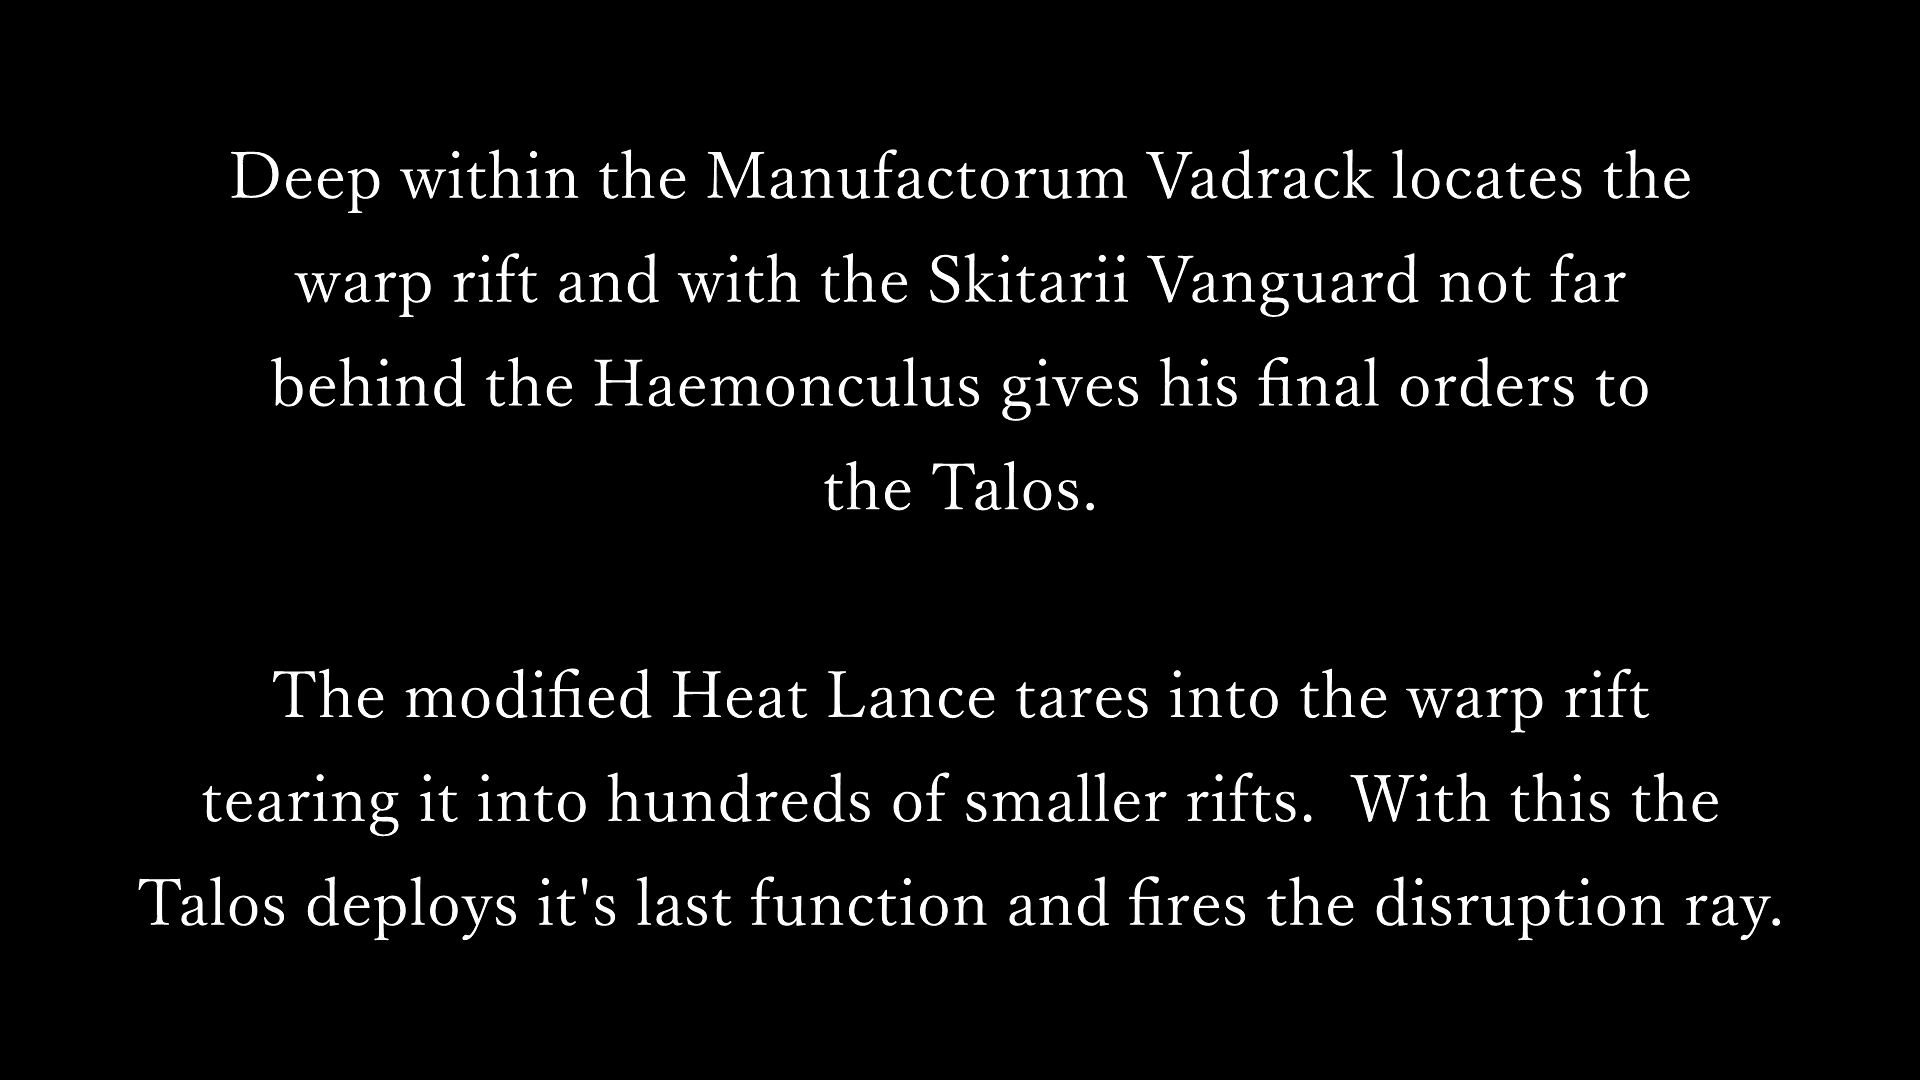 Deep within the Manufactorum Vadrack locates the
warp rift and with the Skitarii Vanguard not far
behind the Haemonculus gives his final orders to
the Talos.
The modified Heat Lance tares into the warp rift
tearing it into hundreds of smaller rifts.  With this the
Talos deploys it's last function and fires the disruption ray.